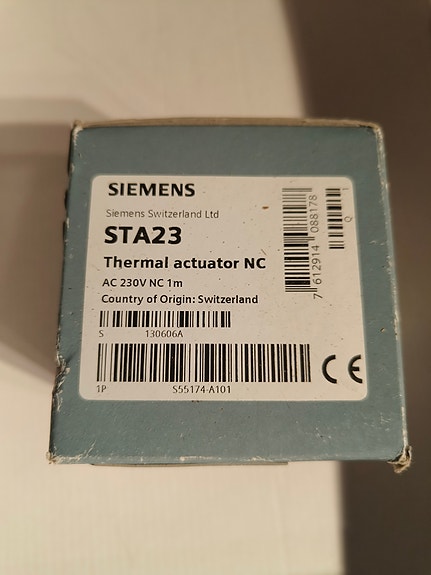 SIEMENS
Siemens Switzerland Ltd
STA23
Thermal actuator NC
AC 230V NC 1m
Country of Origin: Switzerland
S 130606A
1P S55174-A101
7 612914 088178
1
Q
CE